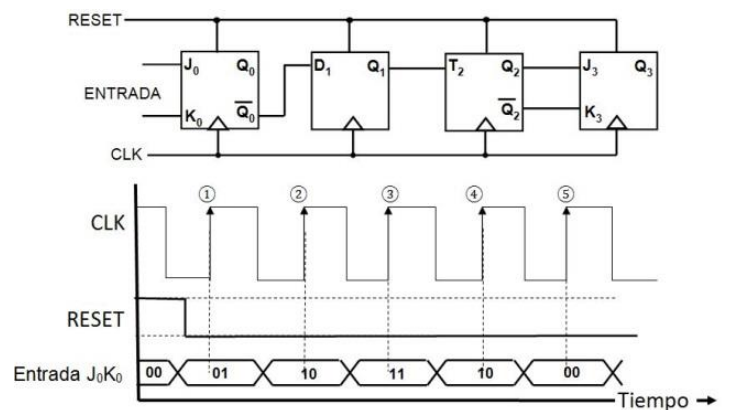 RESET
J₀ Q₀ D₁ Q₁ T₂ Q₂ J₃ Q₃
ENTRADA
K₀ Q̅₀ Q̅₂ K₃
CLK
① ② ③ ④ ⑤
CLK
RESET
Entrada J₀K₀ 00 01 10 11 10 00
Tiempo